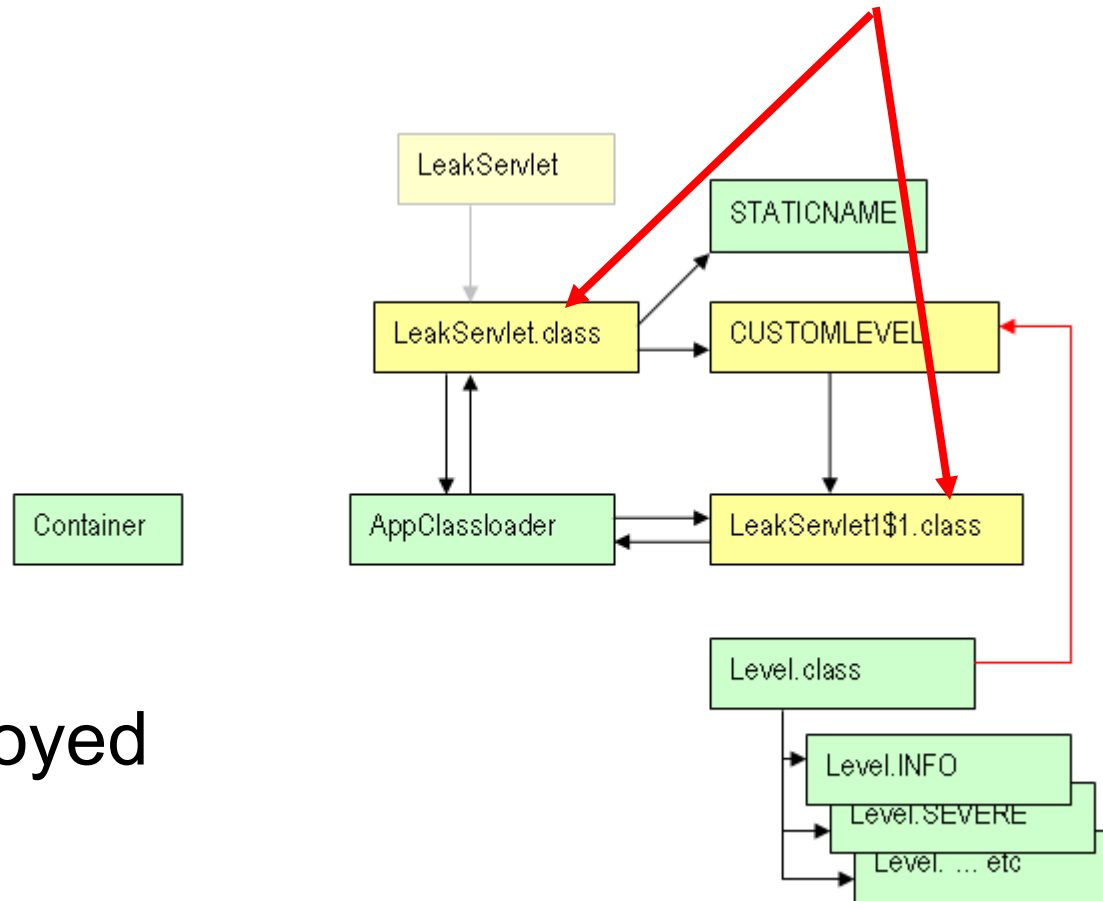 LeakServlet
STATICNAME
LeakServlet.class
CUSTOMLEVEL
Container
AppClassloader
LeakServlet1$1.class
Level.class
oyed
Level.INFO
Level.SEVERE
Level. ... etc